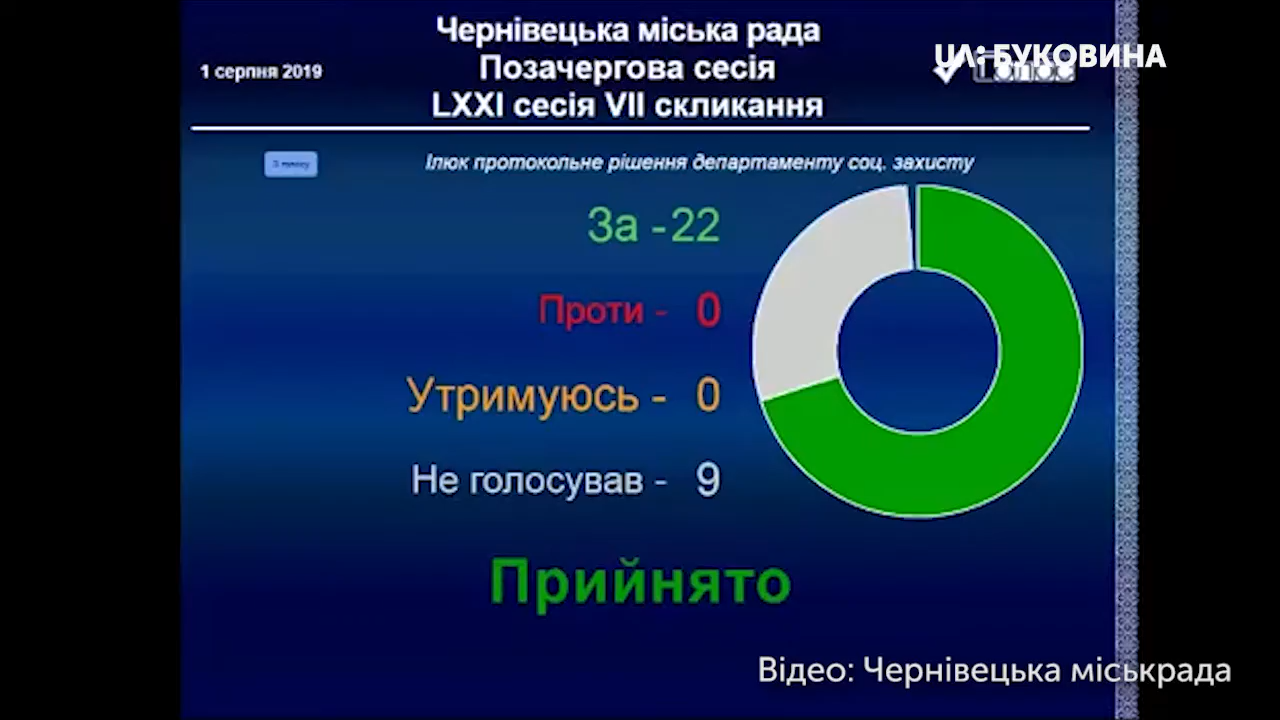 Чернівецька міська рада
UA: БУКОВИНА
1 серпня 2019
Позачергова сесія
LXXI сесія VII скликання
Ілюк протокольне рішення департаменту соц. захисту
За - 22
Проти - 0
Утримуюсь - 0
Не голосував - 9
Прийнято
Відео: Чернівецька міськрада